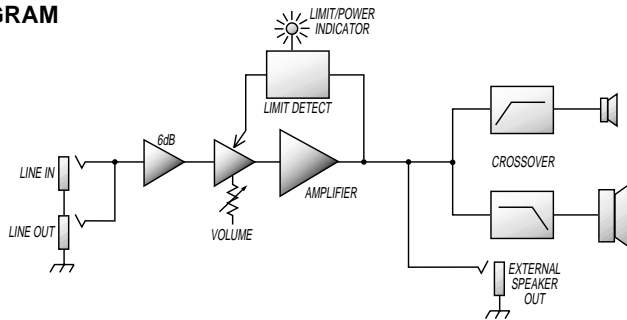 GRAM
LIMIT/POWER
INDICATOR
LIMIT DETECT
6dB
LINE IN
AMPLIFIER
CROSSOVER
LINE OUT
VOLUME
EXTERNAL
SPEAKER
OUT